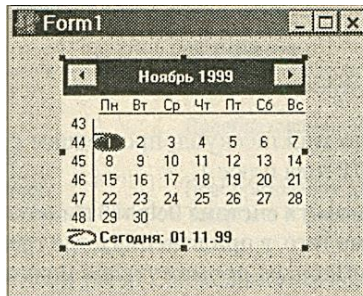 Form1
Ноябрь 1999
Пн Вт Ср Чт Пт Сб Вс
43
44 1 2 3 4 5 6 7
45 8 9 10 11 12 13 14
46 15 16 17 18 19 20 21
47 22 23 24 25 26 27 28
48 29 30
Сегодня: 01.11.99